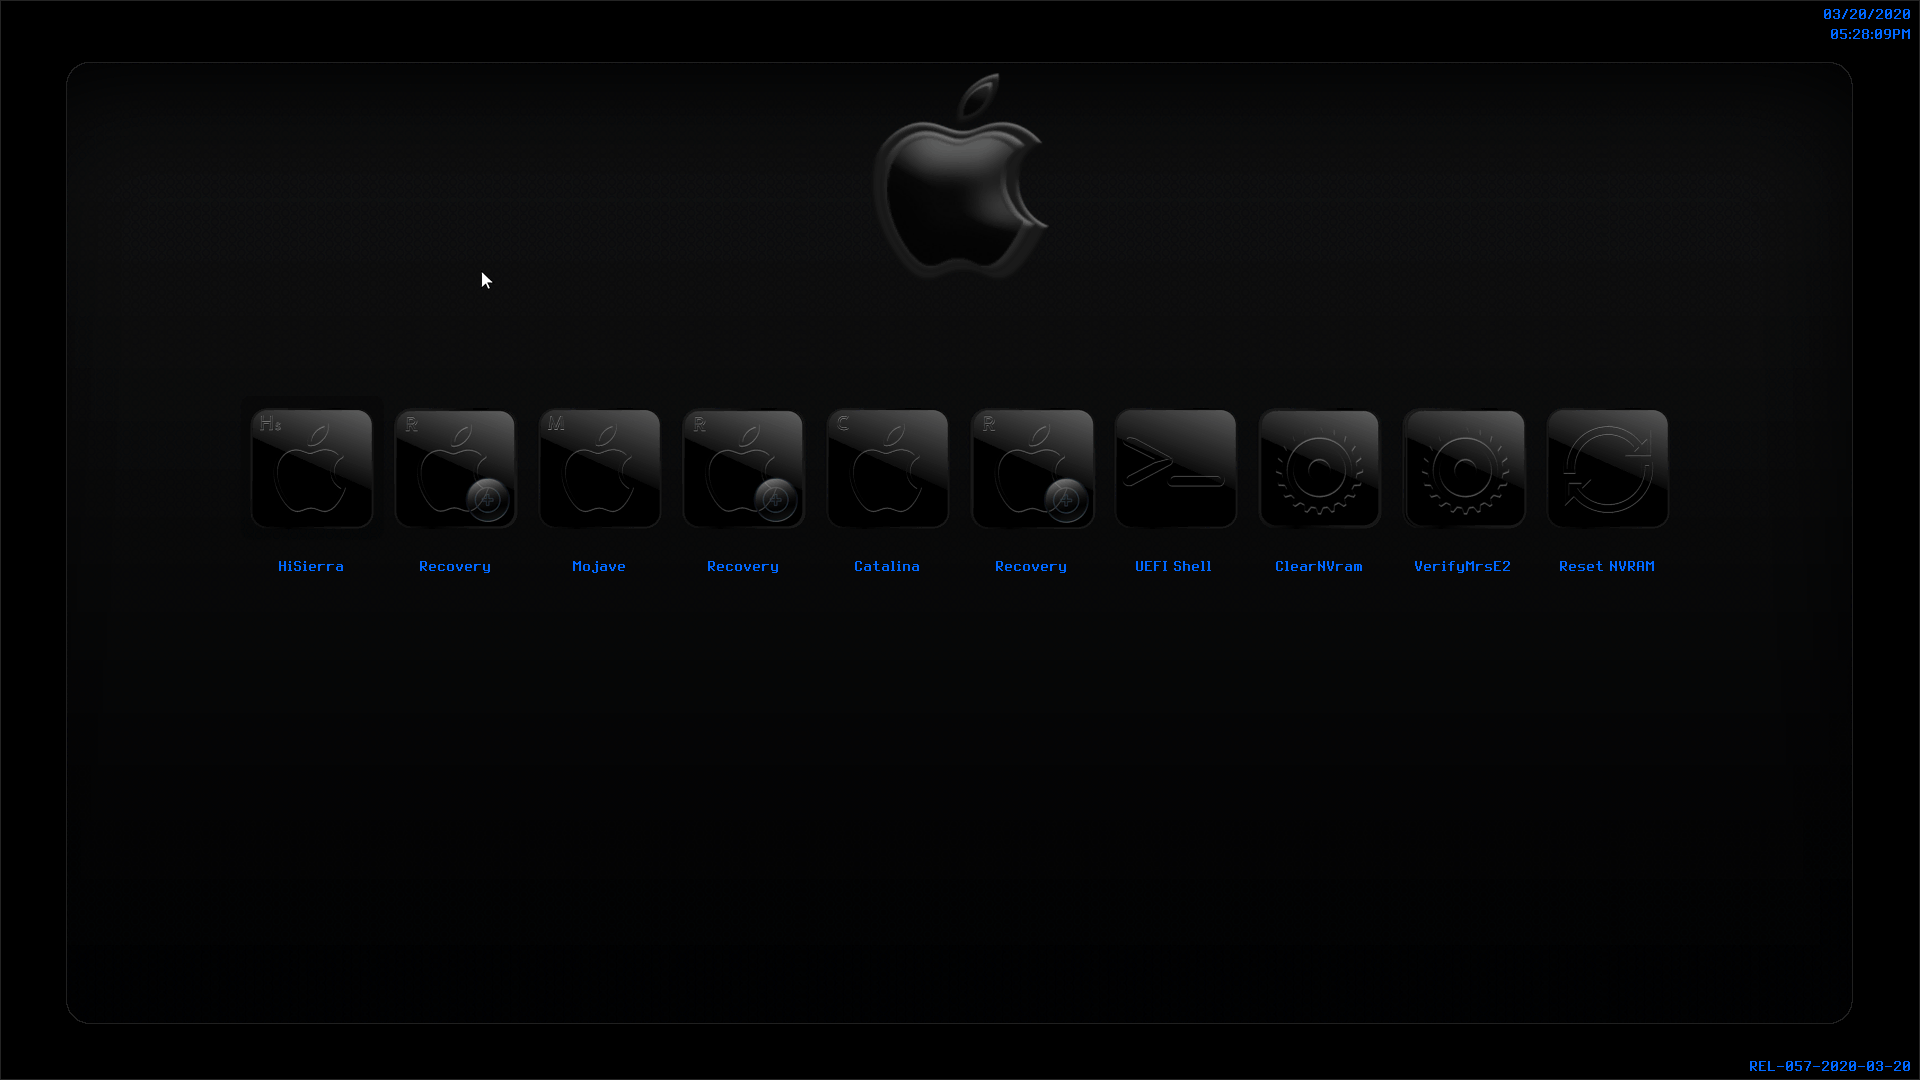 03/20/2020
05:28:09PM
Hs R M R C R
HiSierra Recovery Mojave Recovery Catalina Recovery UEFI Shell ClearNVram VerifyMrsE2 Reset NVRAM
REL-057-2020-03-20